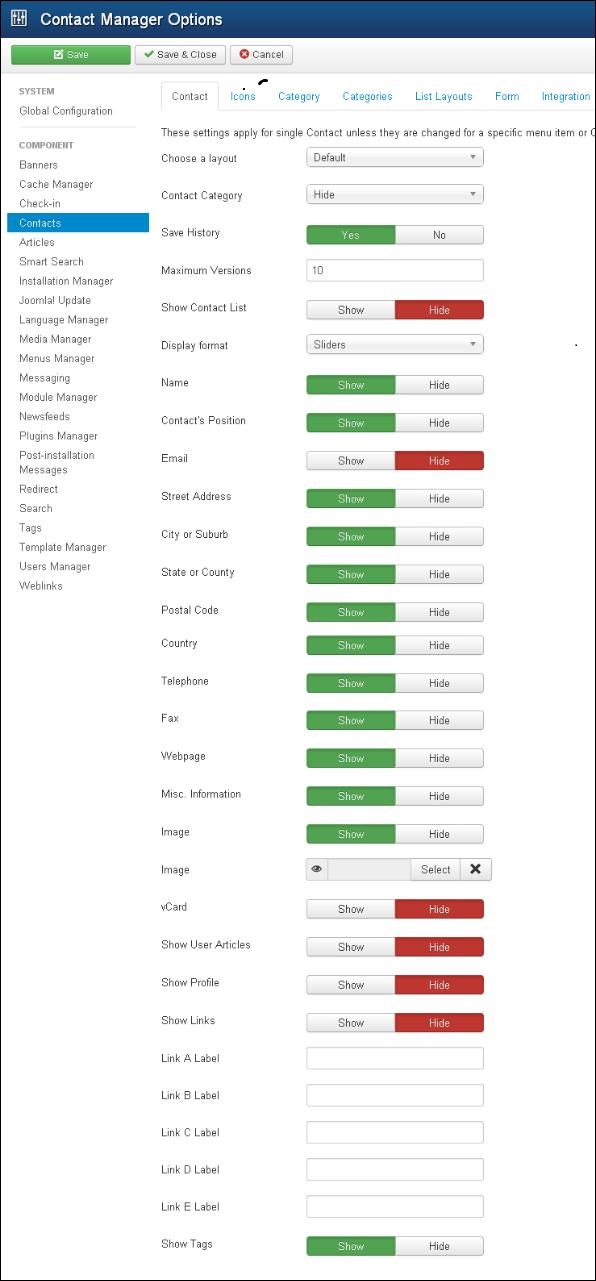 Contact Manager Options
Save Save & Close Cancel
SYSTEM
Global Configuration
COMPONENT
Banners
Cache Manager
Check-in
Contacts
Articles
Smart Search
Installation Manager
Joomla! Update
Language Manager
Media Manager
Menus Manager
Messaging
Module Manager
Newsfeeds
Plugins Manager
Post-installation
Messages
Redirect
Search
Tags
Template Manager
Users Manager
Weblinks
Contact Icons Category Categories List Layouts Form Integration
These settings apply for single Contact unless they are changed for a specific menu item or
Choose a layout Default
Contact Category Hide
Save History Yes No
Maximum Versions 10
Show Contact List Show Hide
Display format Sliders
Name Show Hide
Contact's Position Show Hide
Email Show Hide
Street Address Show Hide
City or Suburb Show Hide
State or County Show Hide
Postal Code Show Hide
Country Show Hide
Telephone Show Hide
Fax Show Hide
Webpage Show Hide
Misc. Information Show Hide
Image Show Hide
Image Select
vCard Show Hide
Show User Articles Show Hide
Show Profile Show Hide
Show Links Show Hide
Link A Label
Link B Label
Link C Label
Link D Label
Link E Label
Show Tags Show Hide